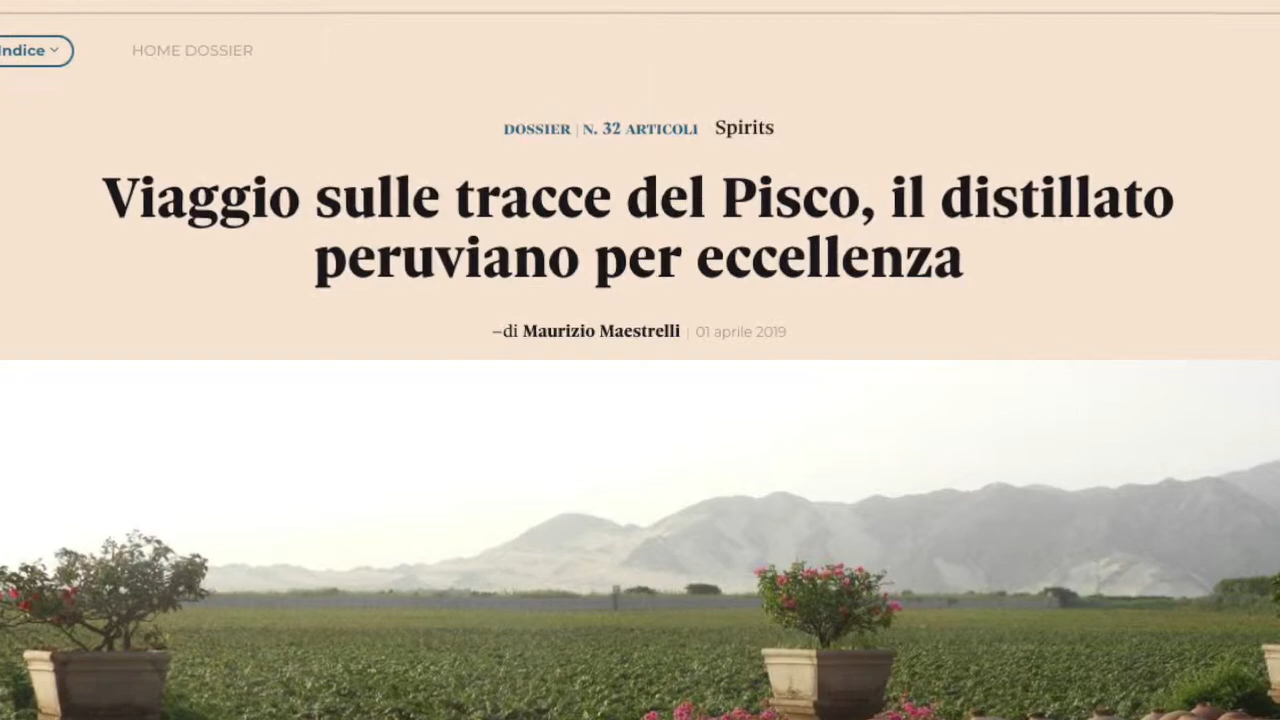 Indice
HOME DOSSIER
DOSSIER | N. 32 ARTICOLI Spirits
Viaggio sulle tracce del Pisco, il distillato
peruviano per eccellenza
–di Maurizio Maestrelli | 01 aprile 2019